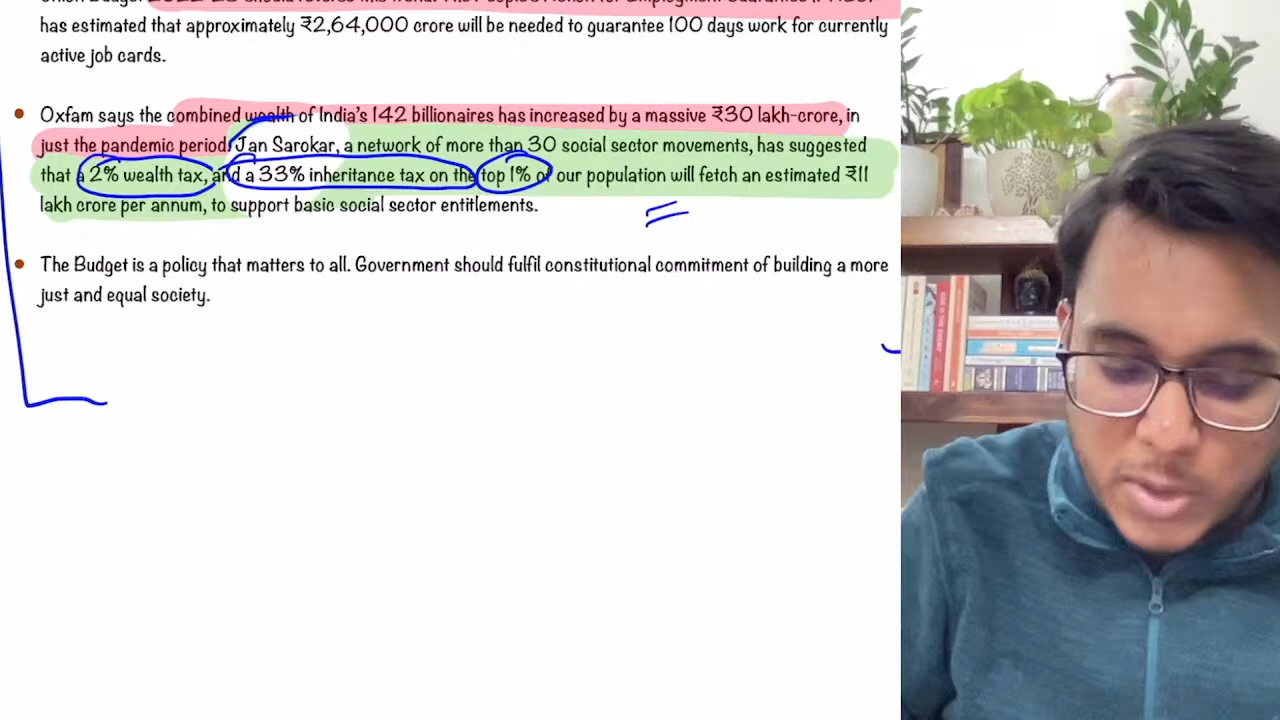 has estimated that approximately ₹2,64,000 crore will be needed to guarantee 100 days work for currently
active job cards.
Oxfam says the combined wealth of India's 142 billionaires has increased by a massive ₹30 lakh-crore, in
just the pandemic period. Jan Sarokar, a network of more than 30 social sector movements, has suggested
that a 2% wealth tax, and a 33% inheritance tax on the top 1% of our population will fetch an estimated ₹11
lakh crore per annum, to support basic social sector entitlements.
The Budget is a policy that matters to all. Government should fulfil constitutional commitment of building a more
just and equal society.